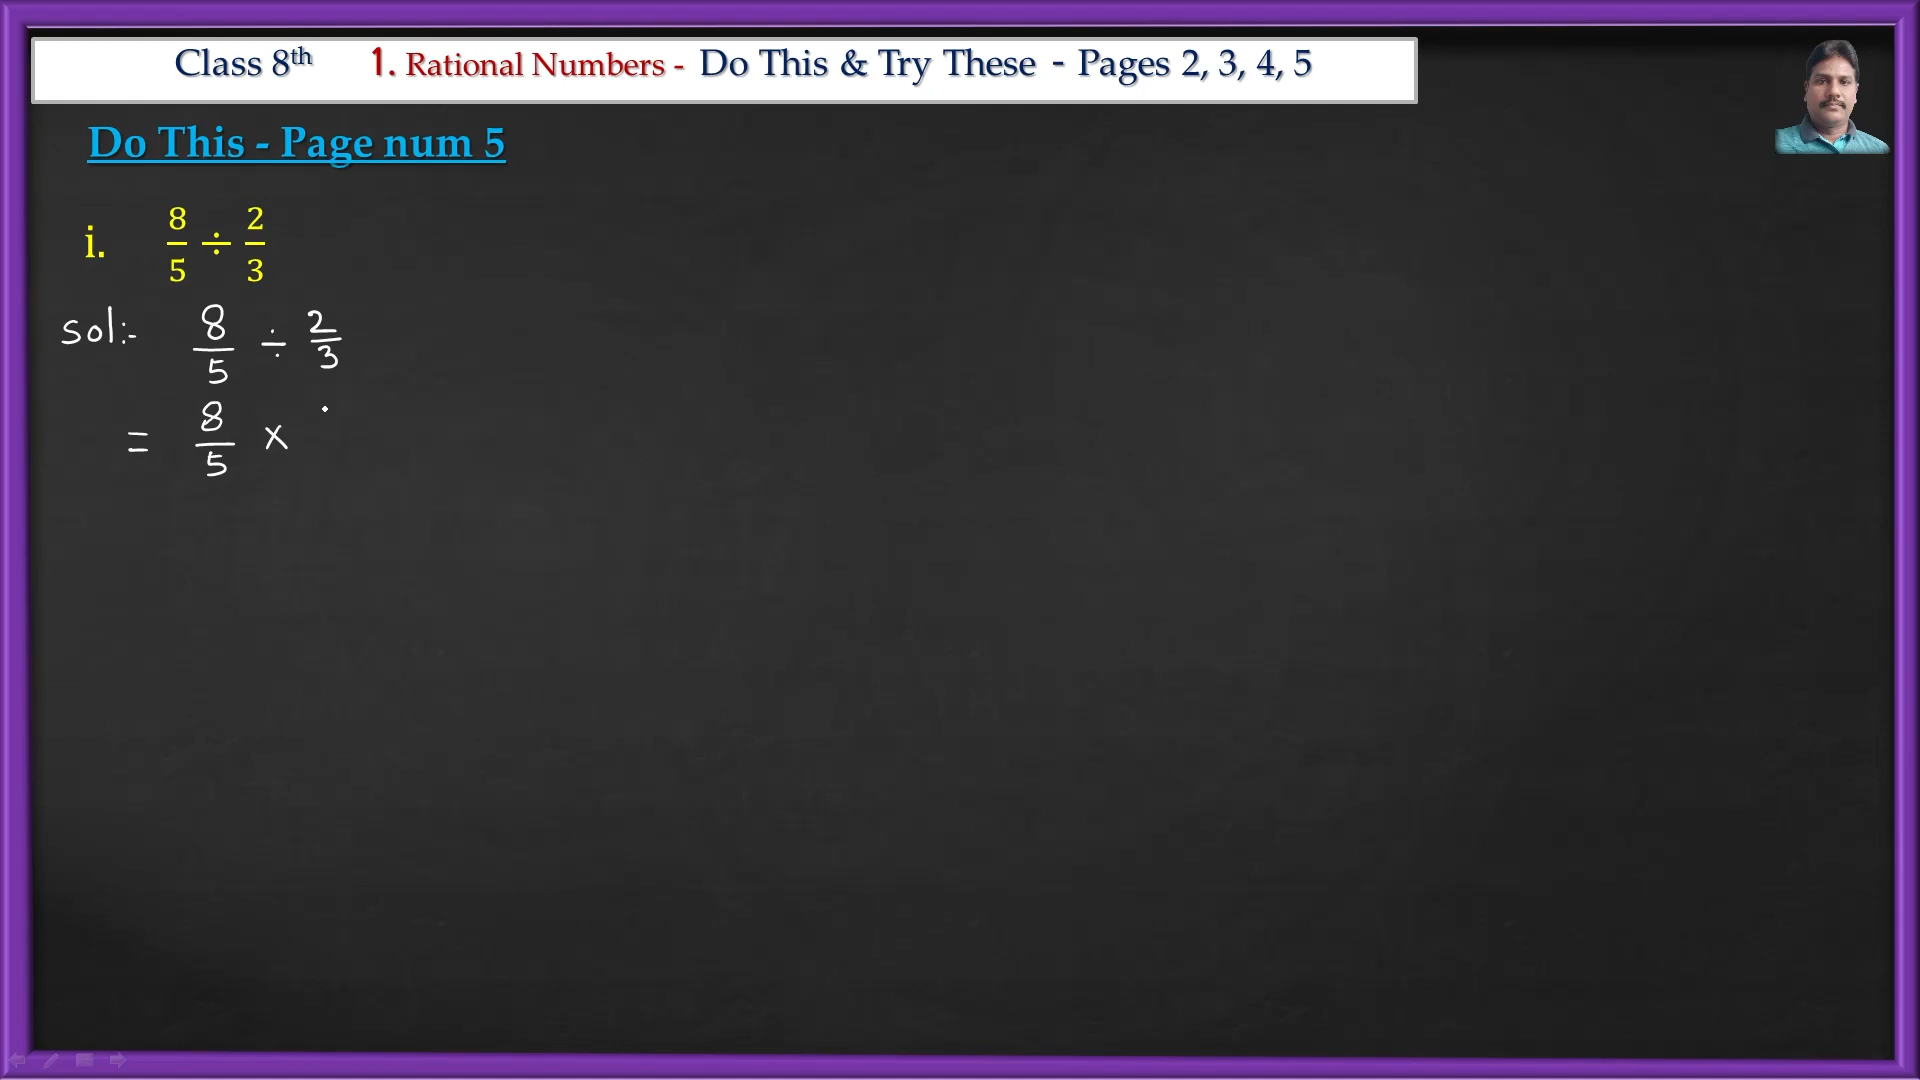 Class 8th 1. Rational Numbers - Do This & Try These - Pages 2, 3, 4, 5
Do This - Page num 5
i. 8/5 ÷ 2/3
sol:- 8/5 ÷ 2/3
= 8/5 ×